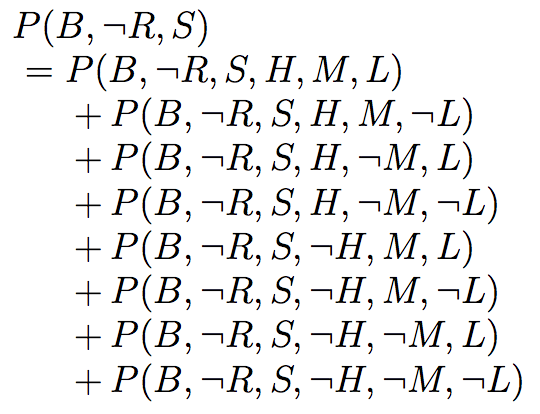 P(B, ¬R, S)
= P(B, ¬R, S, H, M, L)
+ P(B, ¬R, S, H, M, ¬L)
+ P(B, ¬R, S, H, ¬M, L)
+ P(B, ¬R, S, H, ¬M, ¬L)
+ P(B, ¬R, S, ¬H, M, L)
+ P(B, ¬R, S, ¬H, M, ¬L)
+ P(B, ¬R, S, ¬H, ¬M, L)
+ P(B, ¬R, S, ¬H, ¬M, ¬L)